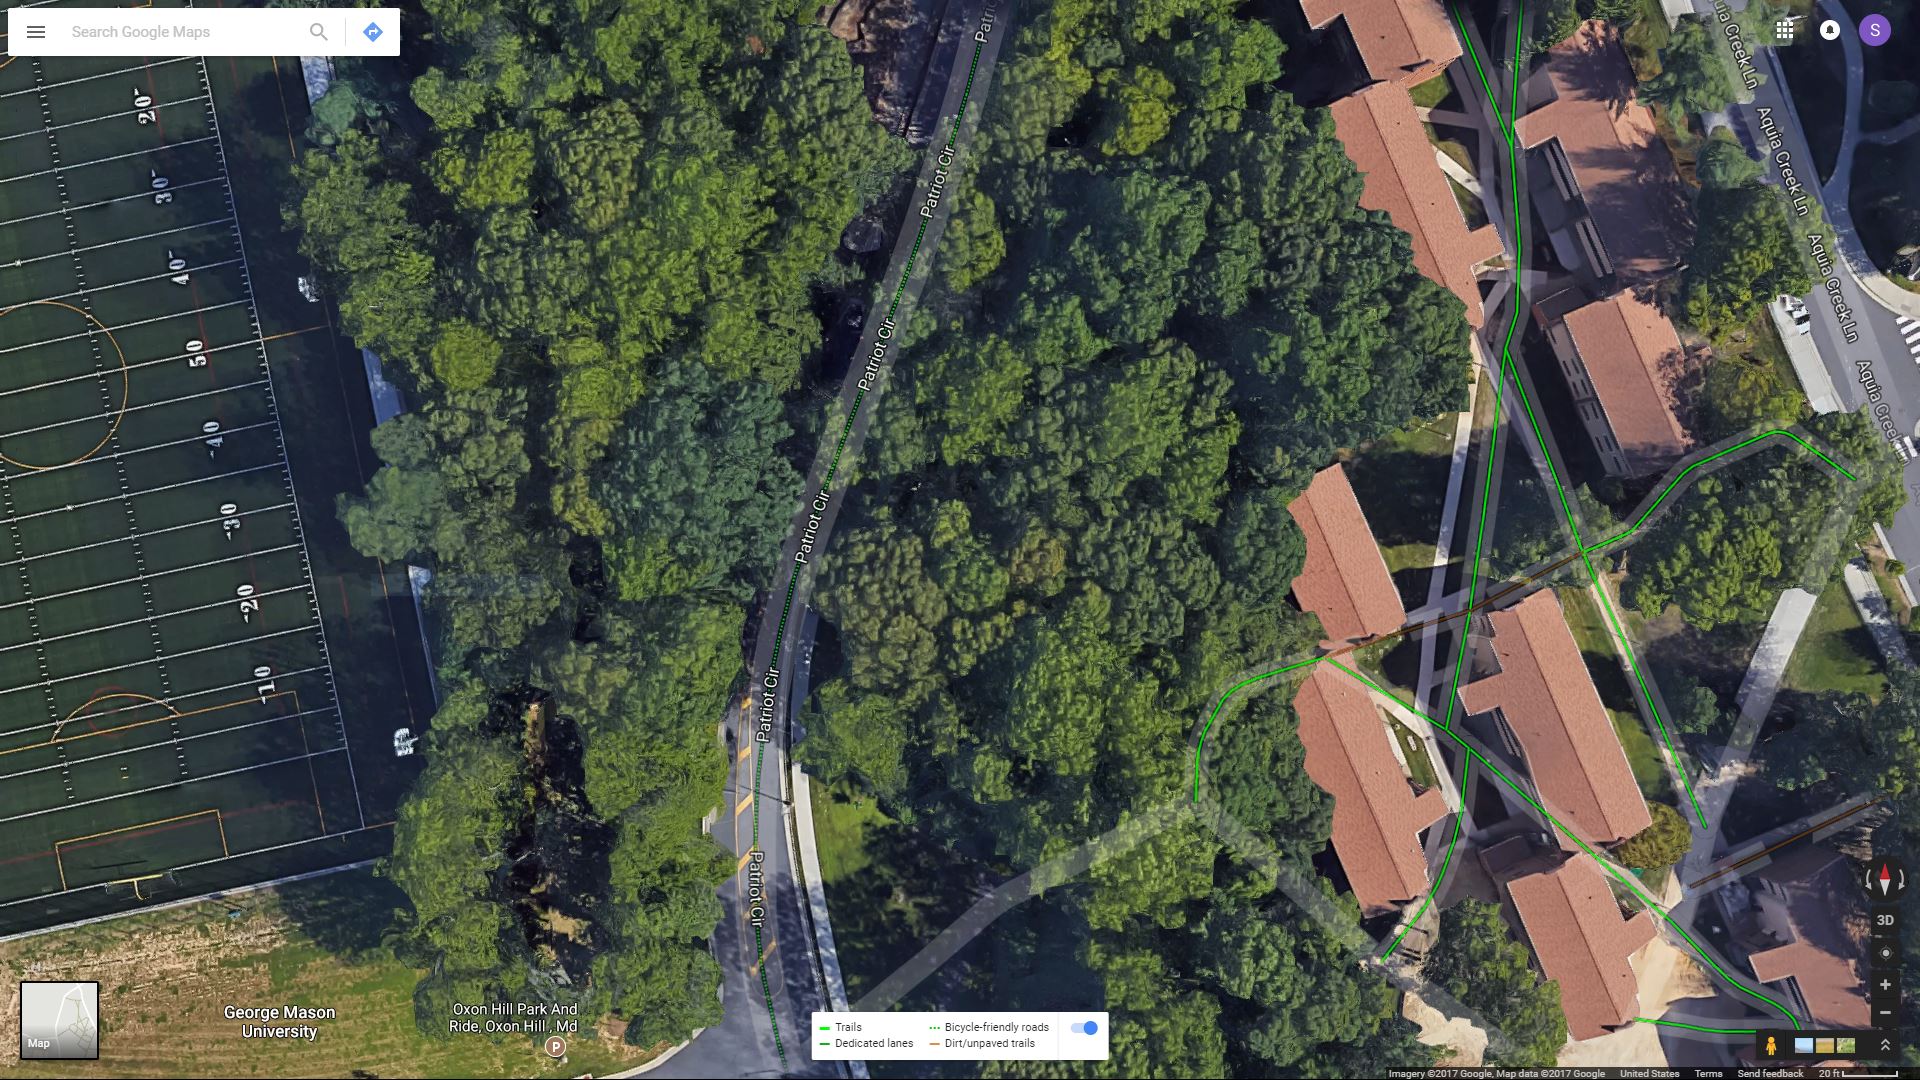 Search Google Maps
S
Patri
Patriot Cir
Patriot Cir
Patriot Cir
Patriot Cir
Patriot Cir
Creek Ln
Aquia Creek Ln
Aquia Creek Ln
Aquia Creek
20
30
40
50
40
30
20
10
George Mason
University
Oxon Hill Park And
Ride, Oxon Hill , Md
P
Map
Trails
Bicycle-friendly roads
Dedicated lanes
Dirt/unpaved trails
3D
Imagery ©2017 Google, Map data ©2017 Google United States Terms Send feedback 20 ft